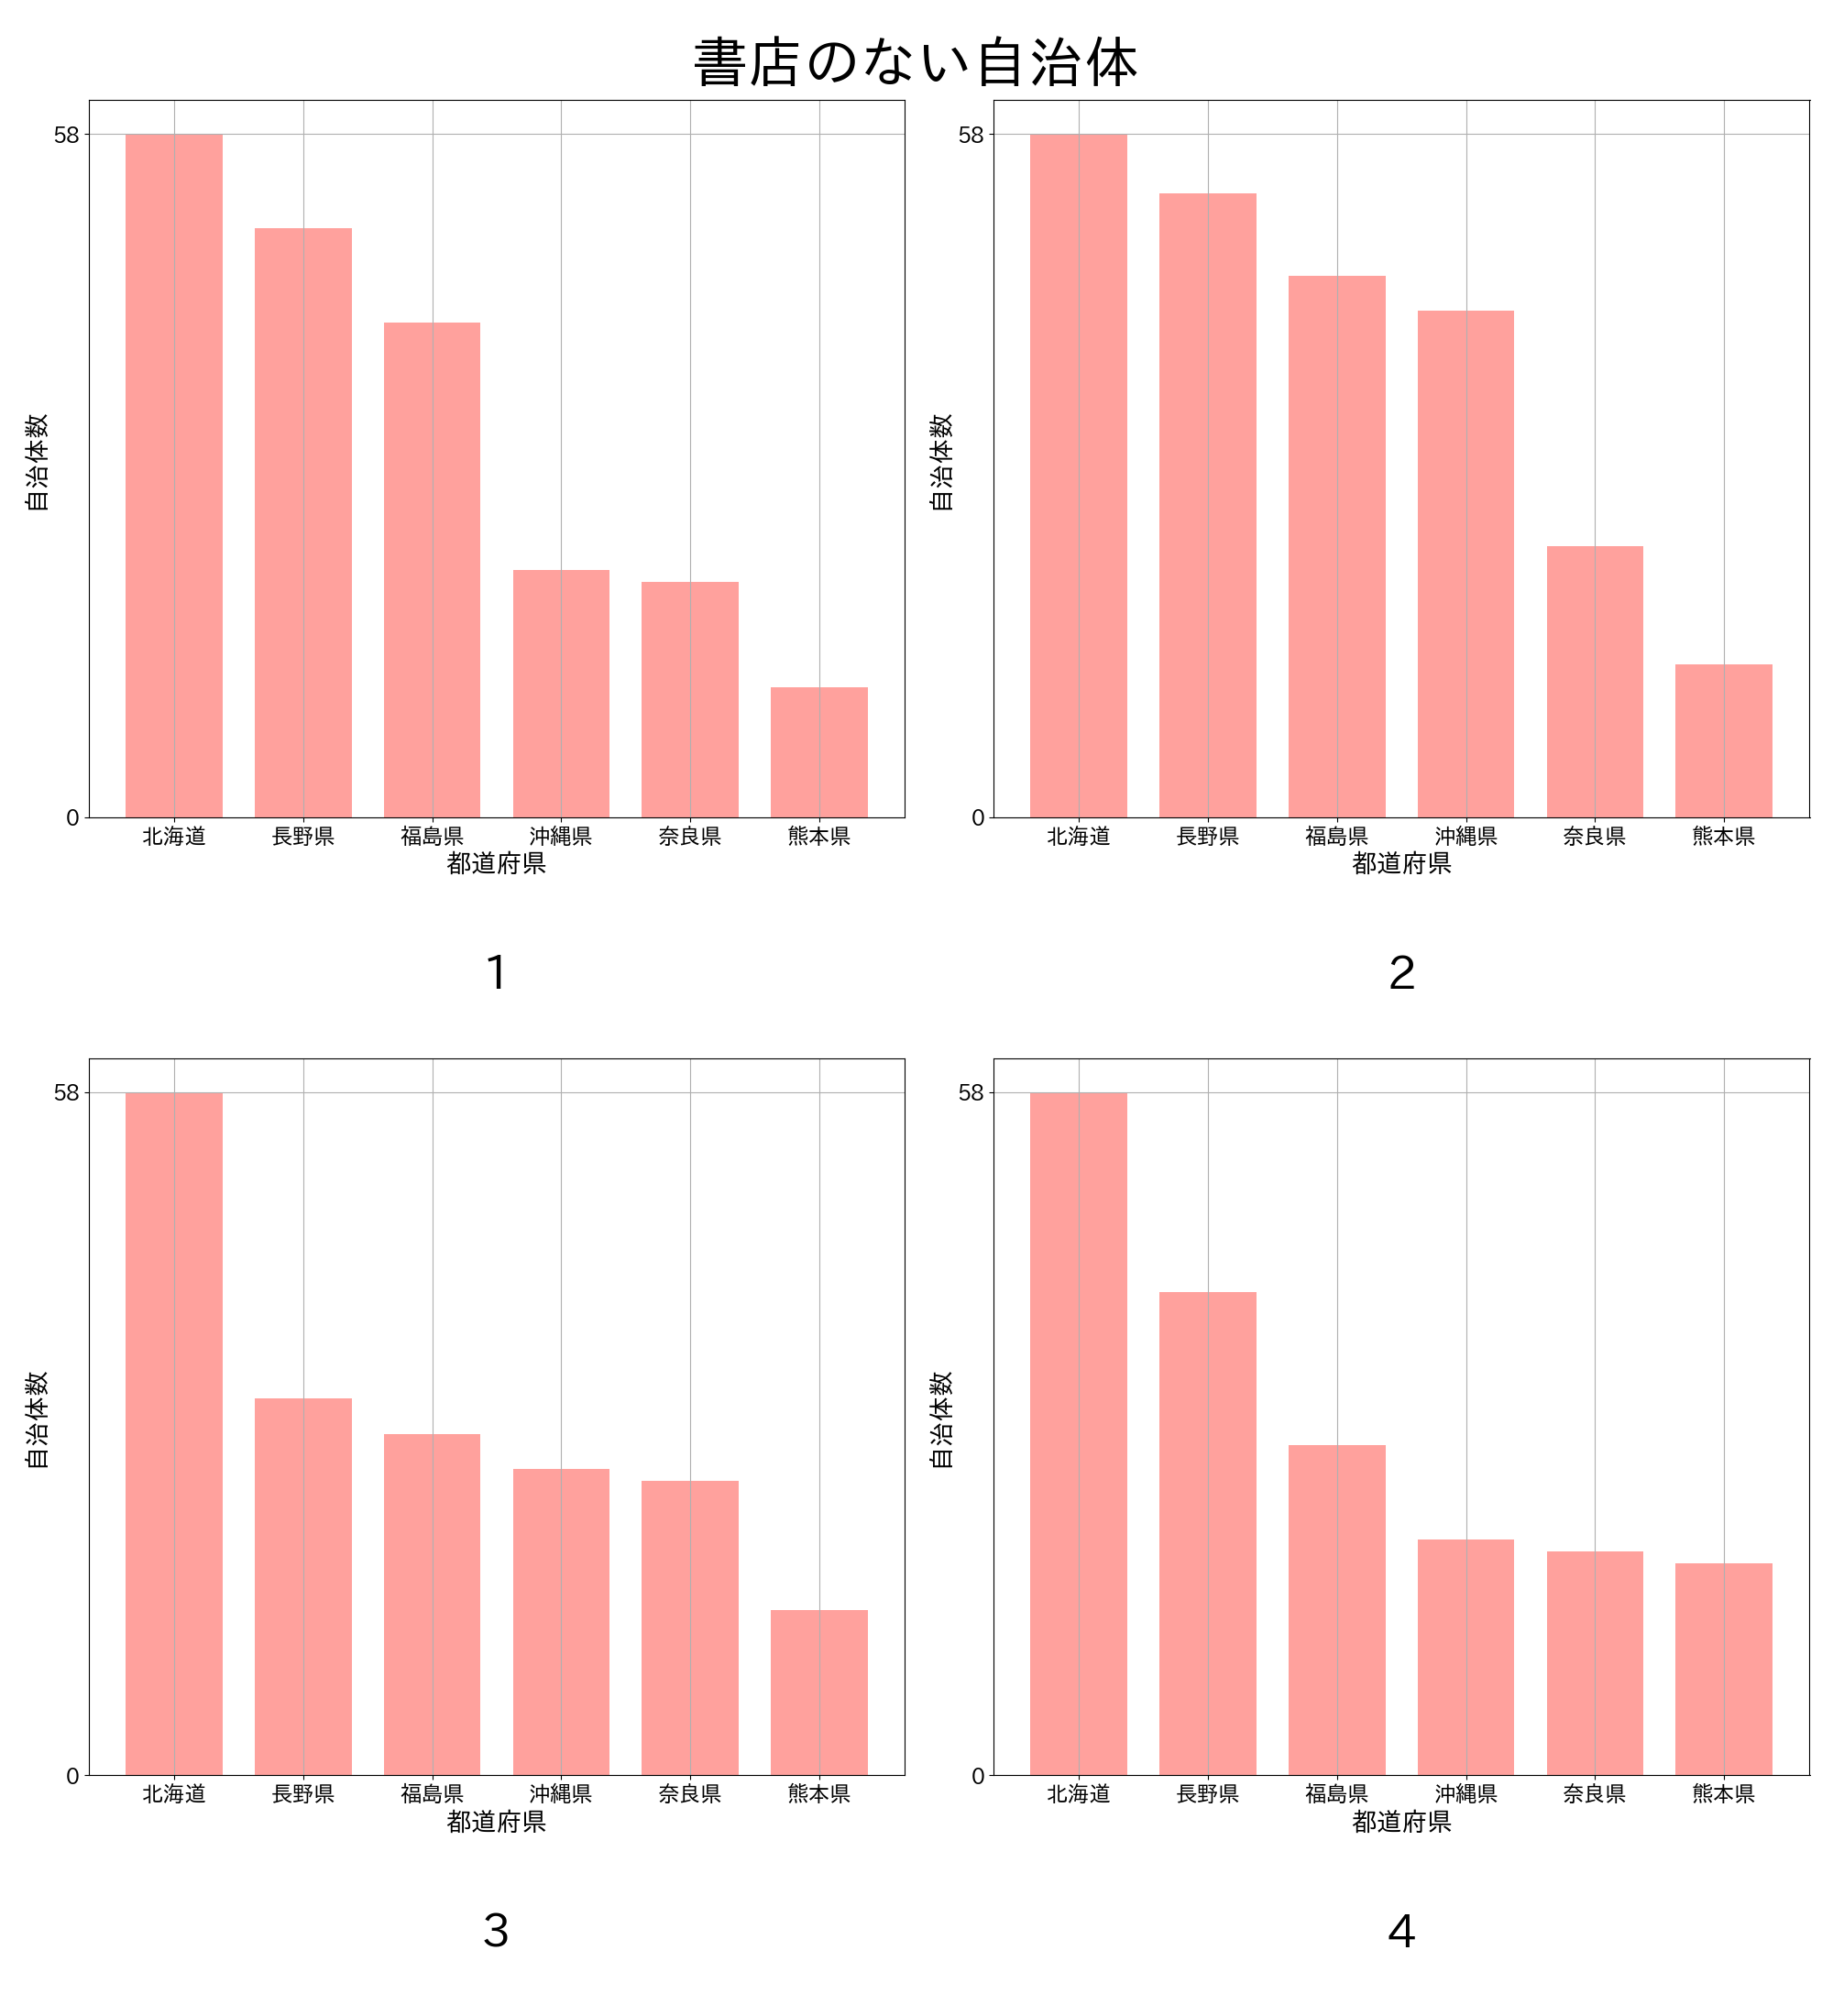 書店のない自治体
58
0
自治体数
北海道 長野県 福島県 沖縄県 奈良県 熊本県
都道府県
1
58
0
自治体数
北海道 長野県 福島県 沖縄県 奈良県 熊本県
都道府県
2
58
0
自治体数
北海道 長野県 福島県 沖縄県 奈良県 熊本県
都道府県
3
58
0
自治体数
北海道 長野県 福島県 沖縄県 奈良県 熊本県
都道府県
4